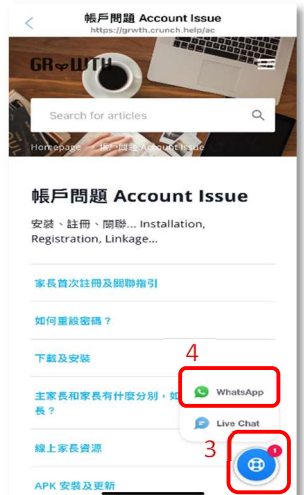 帳戶問題 Account Issue
https://grwth.crunch.help/ac
GRWTH
Search for articles
Homepage → 帳戶問題 Account Issue
帳戶問題 Account Issue
安裝、註冊、關聯... Installation,
Registration, Linkage...
家長首次註冊及關聯指引
如何重設密碼？
下載及安裝
4
主家長和家長有什麼分別，如
長？
WhatsApp
Live Chat
線上家長資源
3
1
APK 安裝及更新